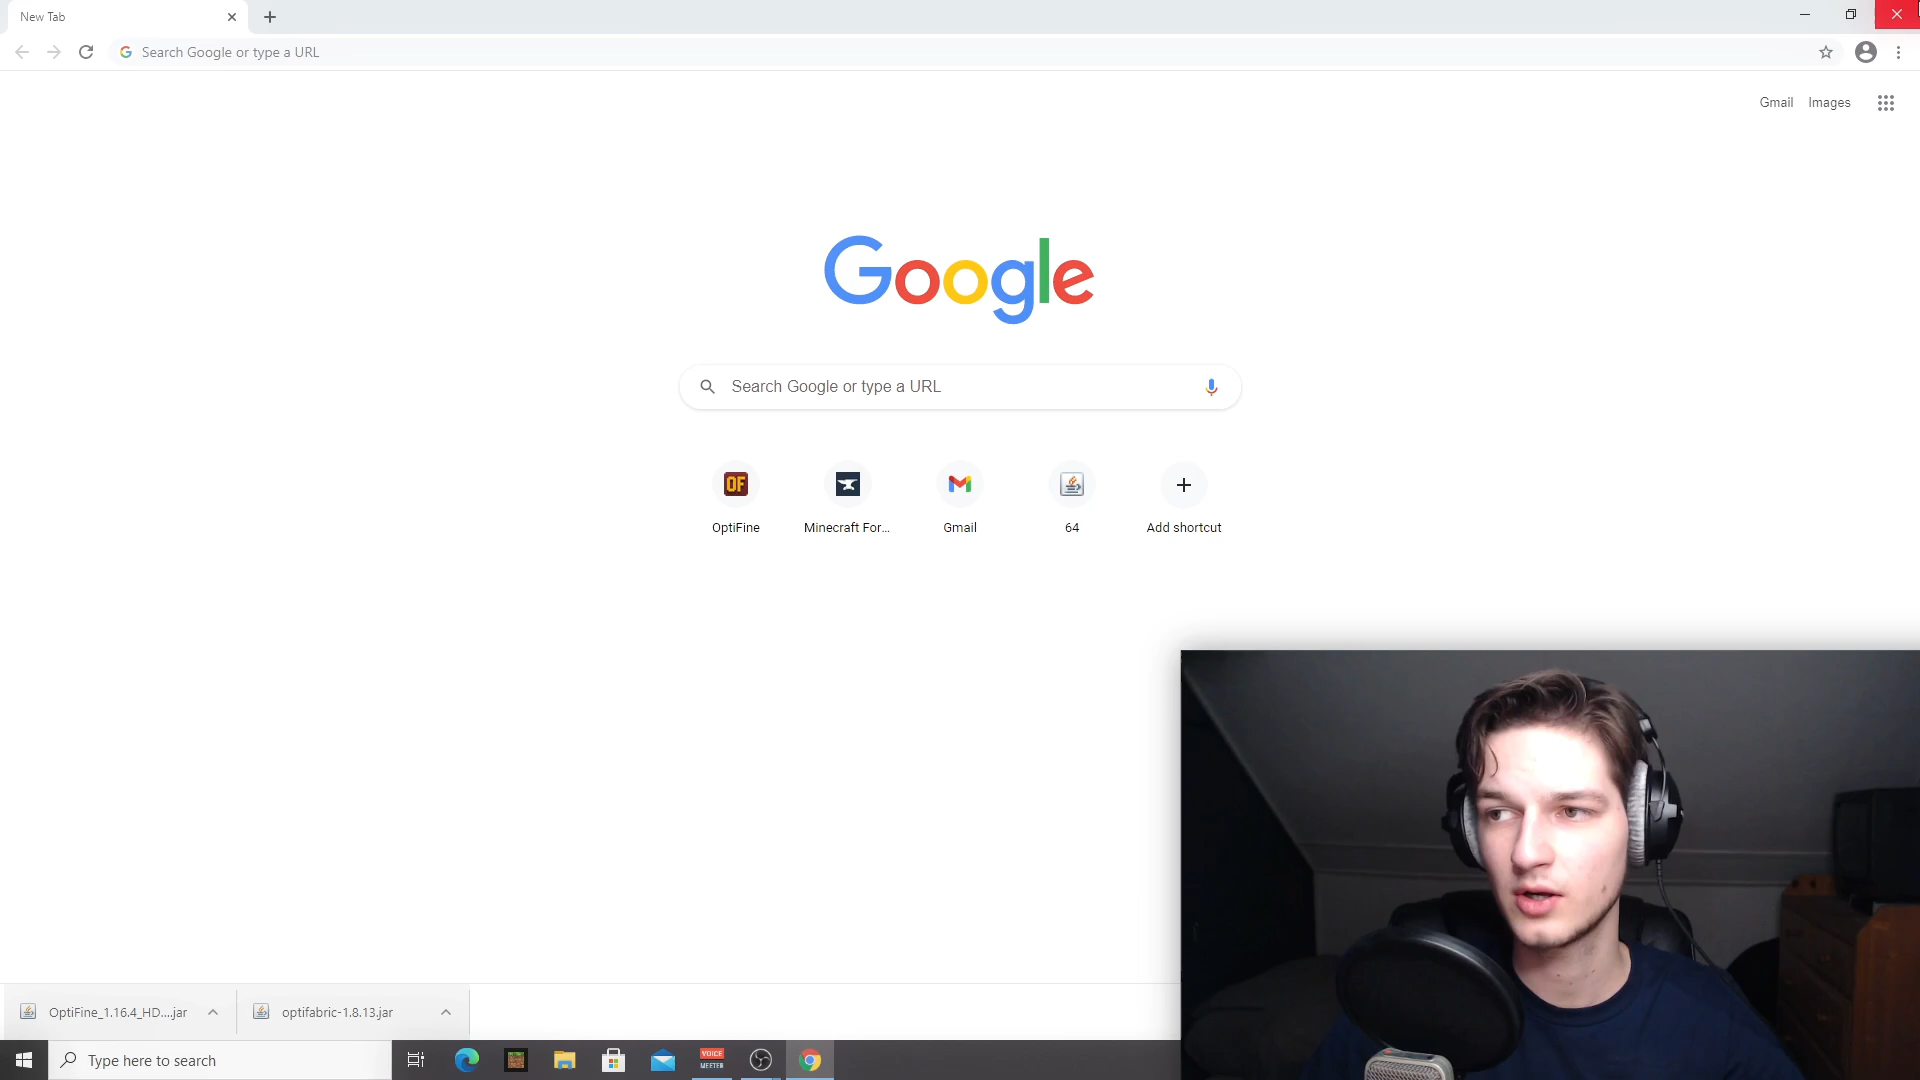 New Tab
Search Google or type a URL
Gmail Images
Google
Search Google or type a URL
OF
OptiFine
Minecraft For...
Gmail
64
Add shortcut
OptiFine_1.16.4_HD....jar
optifabric-1.8.13.jar
Type here to search
VOICE
MEETER